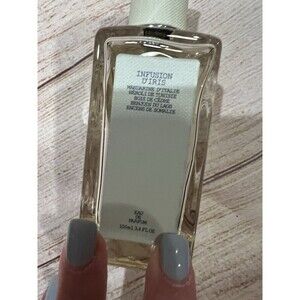 INFUSION
D'IRIS
MANDARINE D'ITALIE
NEROLI DE TUNISIE
BOIS DE CÈDRE
BENJOIN DU LAOS
ENCENS DE SOMALIE
EAU
DE
PARFUM
100ml 3.4 FL.OZ